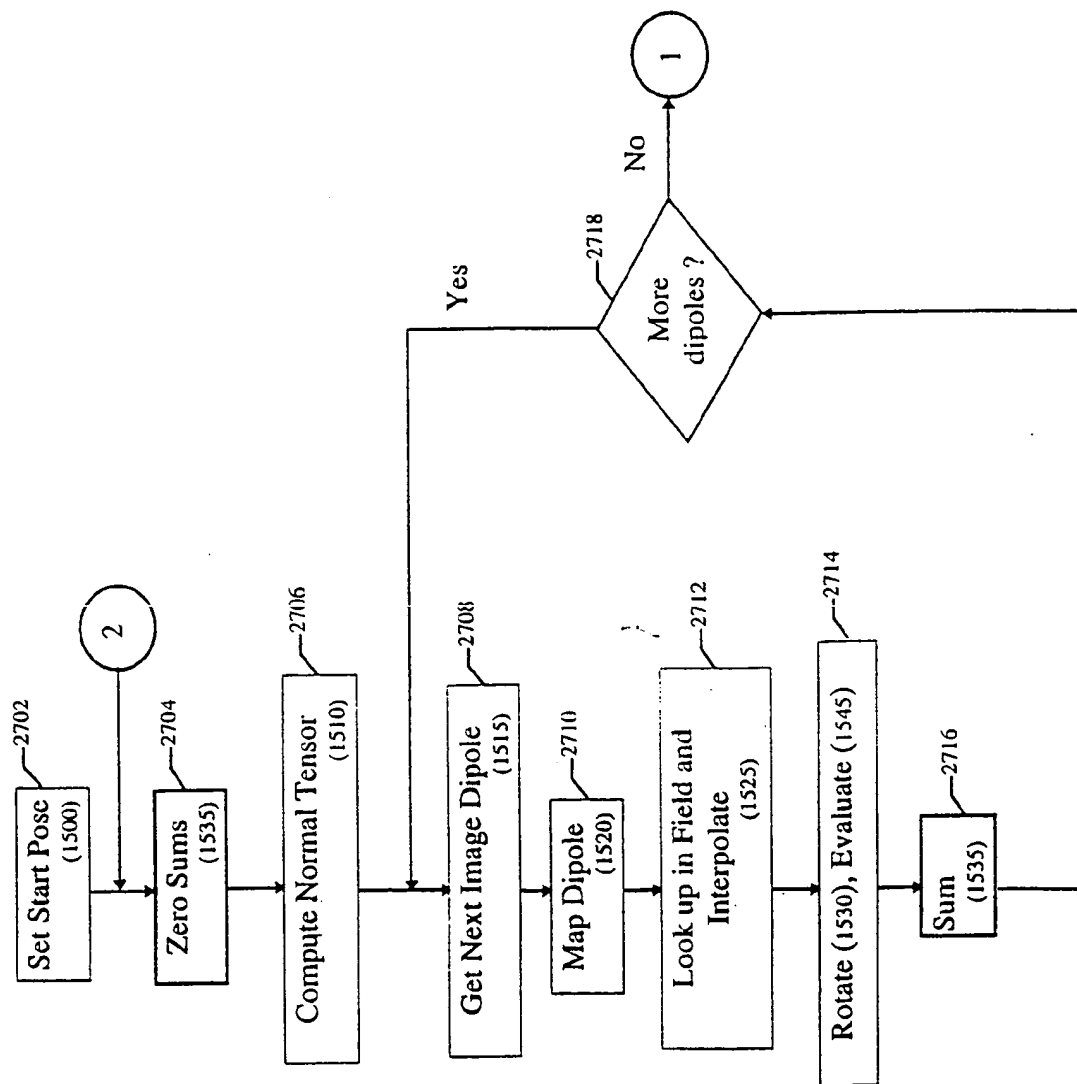 Set Start Pose
(1500)
2702
2
Zero Sums
(1535)
2704
Compute Normal Tensor
(1510)
2706
Get Next Image Dipole
(1515)
2708
Map Dipole
(1520)
2710
Look up in Field and
Interpolate
(1525)
2712
Rotate (1530), Evaluate (1545)
2714
Sum
(1535)
2716
More
dipoles ?
2718
Yes
No
1